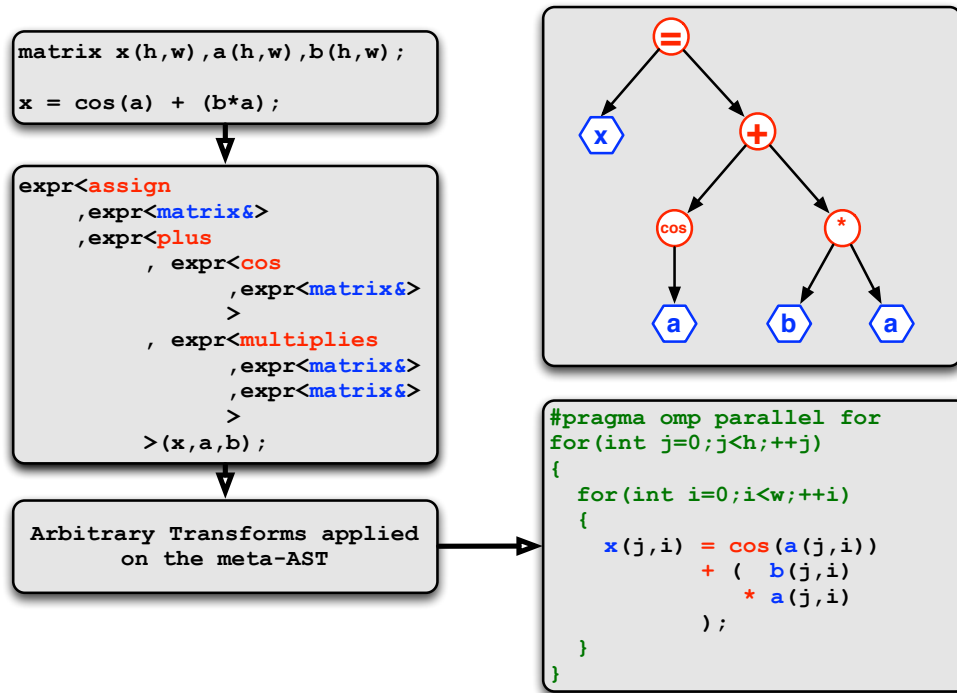 matrix x(h,w),a(h,w),b(h,w);
x = cos(a) + (b*a);
expr<assign
,expr<matrix&>
,expr<plus
, expr<cos
,expr<matrix&>
>
, expr<multiplies
,expr<matrix&>
,expr<matrix&>
>
>(x,a,b);
Arbitrary Transforms applied
on the meta-AST
=
x
+
cos
*
a
b
a
#pragma omp parallel for
for(int j=0;j<h;++j)
{
for(int i=0;i<w;++i)
{
x(j,i) = cos(a(j,i))
+ ( b(j,i)
* a(j,i)
);
}
}